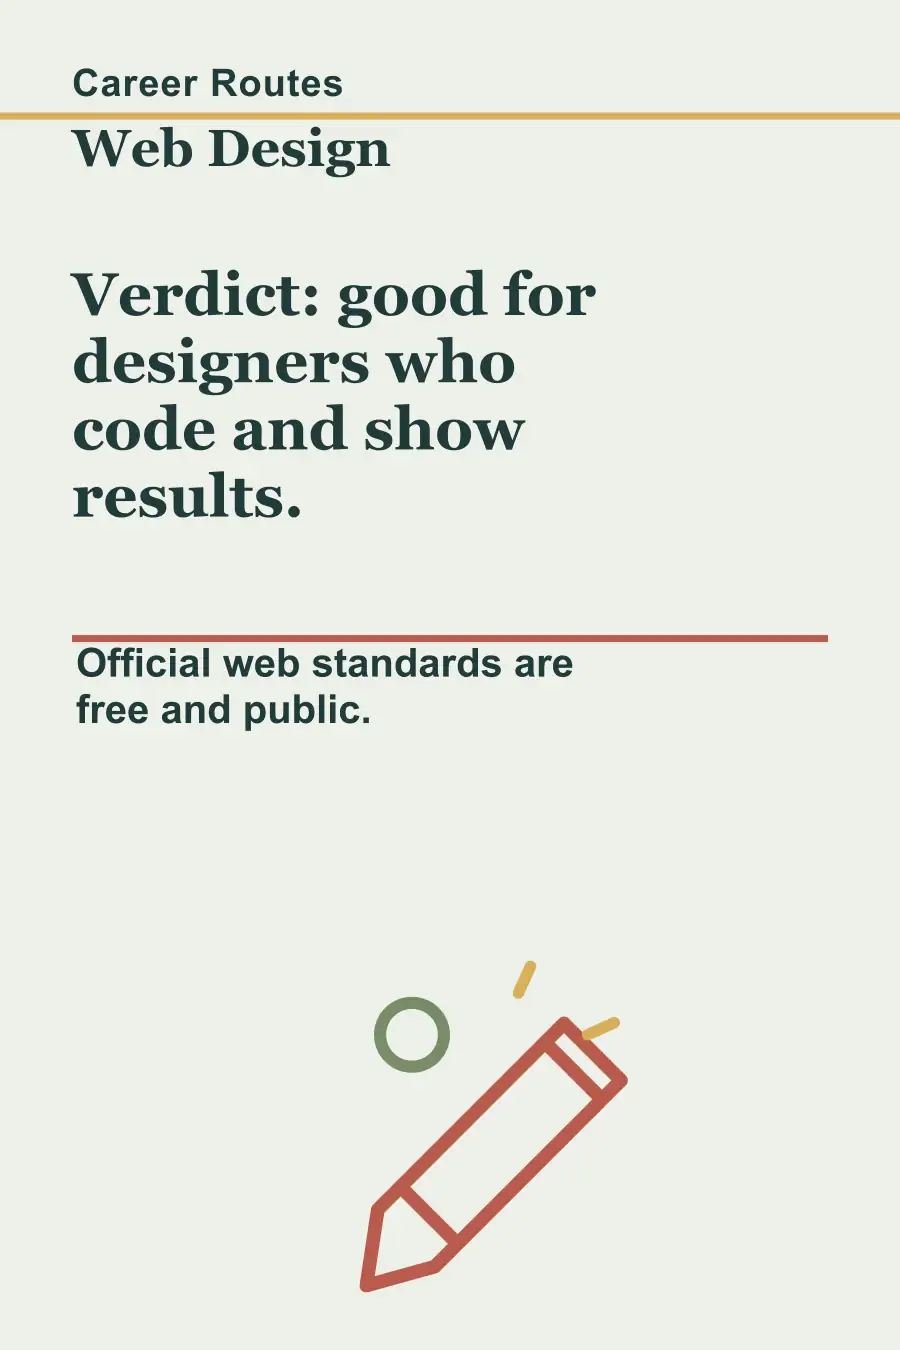 Career Routes
Web Design
Verdict: good for
designers who
code and show
results.
Official web standards are
free and public.